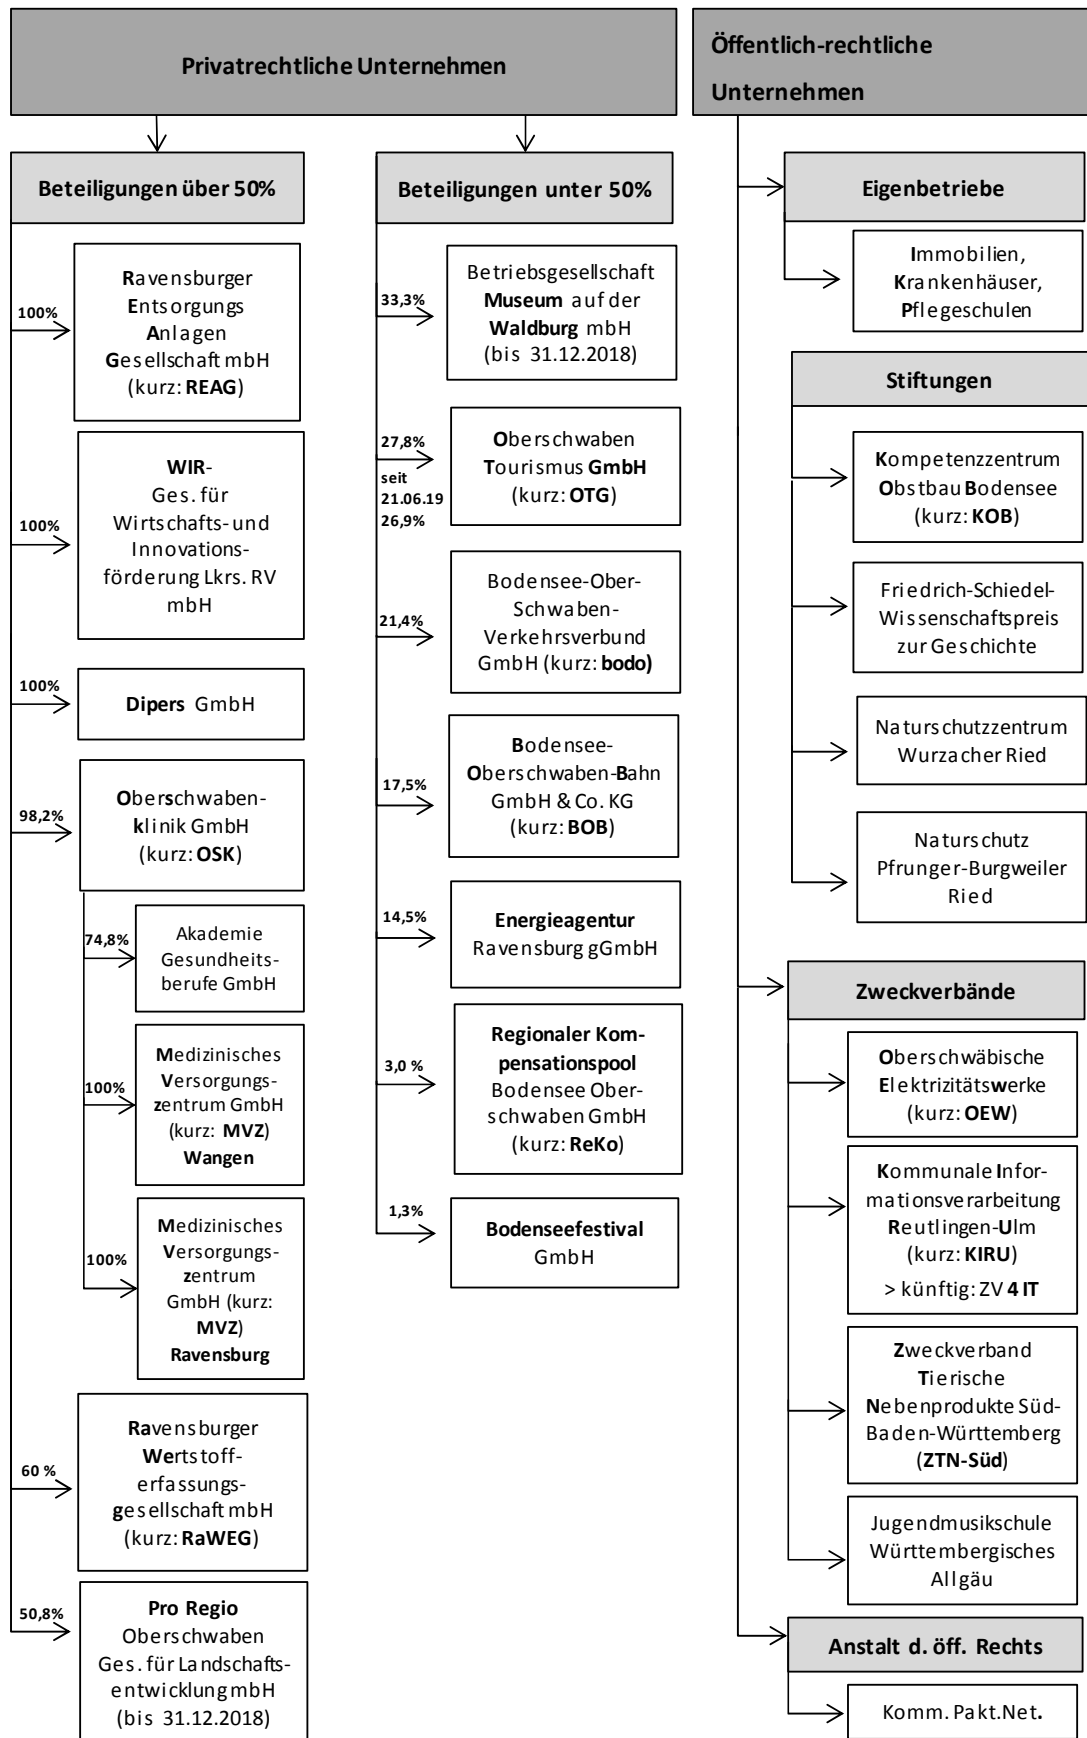 Privatrechtliche Unternehmen
Beteiligungen über 50%
100%
Ravensburger
Entsorgungs
Anlagen
Gesellschaft mbH
(kurz: REAG)
100%
WIR-
Ges. für
Wirtschafts- und
Innovations-
förderung Lkrs. RV
mbH
100%
Dipers GmbH
98,2%
Oberschwaben-
klinik GmbH
(kurz: OSK)
74,8%
Akademie
Gesundheits-
berufe GmbH
100%
Medizinisches
Versorgungs-
zentrum GmbH
(kurz: MVZ)
Wangen
100%
Medizinisches
Versorgungs-
zentrum
GmbH (kurz:
MVZ)
Ravensburg
60 %
Ravensburger
Wertstoff-
erfassungs-
gesellschaft mbH
(kurz: RaWEG)
50,8%
Pro Regio
Oberschwaben
Ges. für Landschafts-
entwicklung mbH
(bis 31.12.2018)
Beteiligungen unter 50%
33,3%
Betriebsgesellschaft
Museum auf der
Waldburg mbH
(bis 31.12.2018)
27,8%
seit
21.06.19
26,9%
Oberschwaben
Tourismus GmbH
(kurz: OTG)
21,4%
Bodensee-Ober-
Schwaben-
Verkehrsverbund
GmbH (kurz: bodo)
17,5%
Bodensee-
Oberschwaben-Bahn
GmbH & Co. KG
(kurz: BOB)
14,5%
Energieagentur
Ravensburg gGmbH
3,0 %
Regionaler Kom-
pensationspool
Bodensee Ober-
schwaben GmbH
(kurz: ReKo)
1,3%
Bodenseefestival
GmbH
Öffentlich-rechtliche
Unternehmen
Eigenbetriebe
Immobilien,
Krankenhäuser,
Pflegeschulen
Stiftungen
Kompetenzzentrum
Obstbau Bodensee
(kurz: KOB)
Friedrich-Schiedel-
Wissenschaftspreis
zur Geschichte
Naturschutzzentrum
Wurzacher Ried
Naturschutz
Pfrunger-Burgweiler
Ried
Zweckverbände
Oberschwäbische
Elektrizitätswerke
(kurz: OEW)
Kommunale Infor-
mationsverarbeitung
Reutlingen-Ulm
(kurz: KIRU)
> künftig: ZV 4 IT
Zweckverband
Tierische
Nebenprodukte Süd-
Baden-Württemberg
(ZTN-Süd)
Jugendmusikschule
Württembergisches
Allgäu
Anstalt d. öff. Rechts
Komm. Pakt.Net.